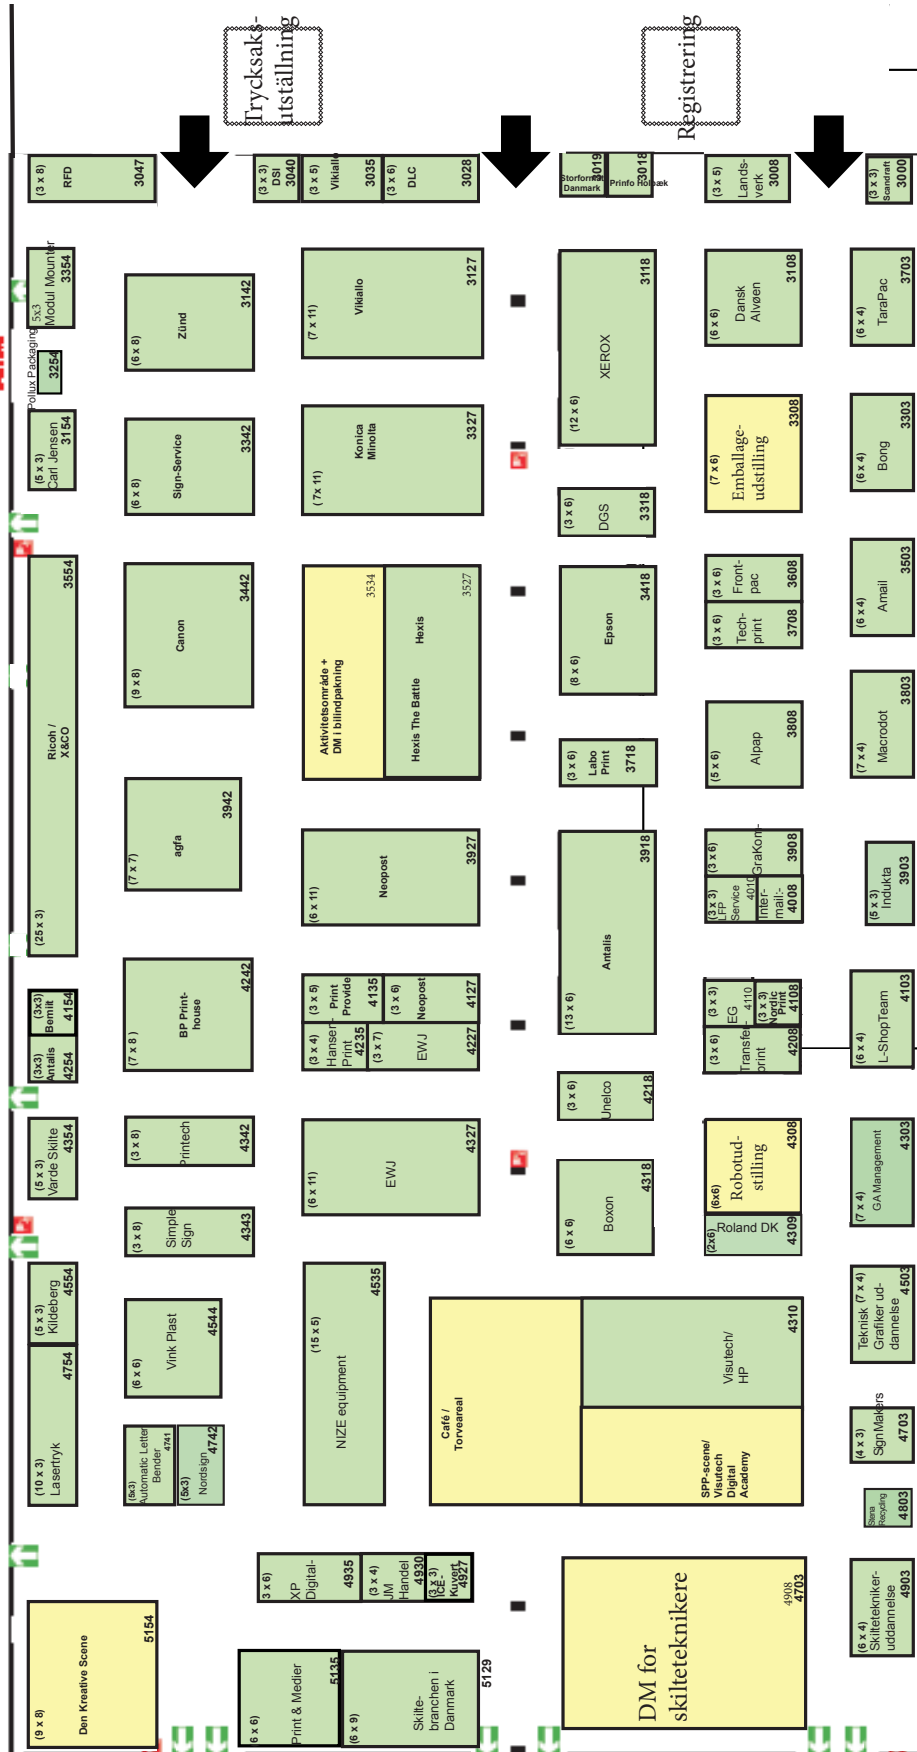 Trycksaks-
utställning
Registrering
(3 x 8)
RFD
3047
(3 x 3)
DSI
3040
(3 x 5)
Vikiallo
3035
(3 x 6)
DLC
3028
Storformat
Danmark
3019
Prinfo Holbæk
3018
(3 x 5)
Lands-
verk
3008
(3 x 3)
Scandraft
3000
5x3
Modul Mounter
3354
(6 x 8)
Zünd
3142
(7 x 11)
Vikiallo
3127
(12 x 6)
XEROX
3118
(6 x 6)
Dansk
Alvøen
3108
(6 x 4)
TaraPac
3703
Pollux Packaging
3254
(5 x 3)
Carl Jensen
3154
(6 x 8)
Sign-Service
3342
(7x 11)
Konica
Minolta
3327
(3 x 6)
DGS
3318
(7 x 6)
Emballage-
udstilling
3308
(6 x 4)
Bong
3303
(25 x 3)
Ricoh /
X&CO
3554
(9 x 8)
Canon
3442
Aktivitetsområde +
DM i bilindpakning
3534
Hexis The Battle
Hexis
3527
(8 x 6)
Epson
3418
(3 x 6)
Front-
pac
3608
(3 x 6)
Tech-
print
3708
(6 x 4)
Amail
3503
(7 x 7)
agfa
3942
(3 x 6)
Labo
Print
3718
(5 x 6)
Alpap
3808
(7 x 4)
Macrodot
3803
(6 x 11)
Neopost
3927
(13 x 6)
Antalis
3918
(3 x 6)
GraKom-
3908
(3 x 3)
LFP
Service
4010
Inter-
mail:-
4008
(5 x 3)
Indukta
3903
(3x3)
Bemlit
4154
(3x3)
Antalis
4254
(7 x 8)
BP Print-
house
4242
(3 x 5)
Print
Provide
4135
(3 x 6)
Neopost
4127
(3 x 4)
Hansen
Print
4235
(3 x 7)
EWJ
4227
(3 x 3)
EG
4110
(3 x 3)
Nordic
Print
4108
(3 x 6)
Transfer-
print
4208
(6 x 4)
L-ShopTeam
4103
(5 x 3)
Varde Skilte
4354
(3 x 8)
Printech
4342
(6 x 11)
EWJ
4327
(3 x 6)
Unelco
4218
(6x6)
Robotud-
stilling
4308
(7 x 4)
GA Management
4303
(3 x 8)
Simple
Sign
4343
(6 x 6)
Boxon
4318
(2x6)
Roland DK
4309
(5 x 3)
Kildeberg
4554
(6 x 6)
Vink Plast
4544
(15 x 5)
NIZE equipment
4535
Café /
Torveareal
Visutech/
HP
4310
Teknisk (7 x 4)
Grafiker ud-
dannelse
4503
(10 x 3)
Lasertryk
4754
(5x3)
Automatic Letter
Bender
4741
(5x3)
Nordsign
4742
SPP-scene/
Visutech
Digital
Academy
(4 x 3)
SignMakers
4703
Stena
Recycling
4803
3 x 6)
XP
Digital-
4935
(3 x 4)
JM
Handel
4930
(3 x 3)
ICE-
Kuvert
4927
(9 x 8)
Den Kreative Scene
5154
6 x 6)
Print & Medier
5135
(6 x 9)
Skilte-
branchen i
Danmark
5129
DM for
skilteteknikere
4908
4703
(6 x 4)
Skiltetekniker-
uddannelse
4903